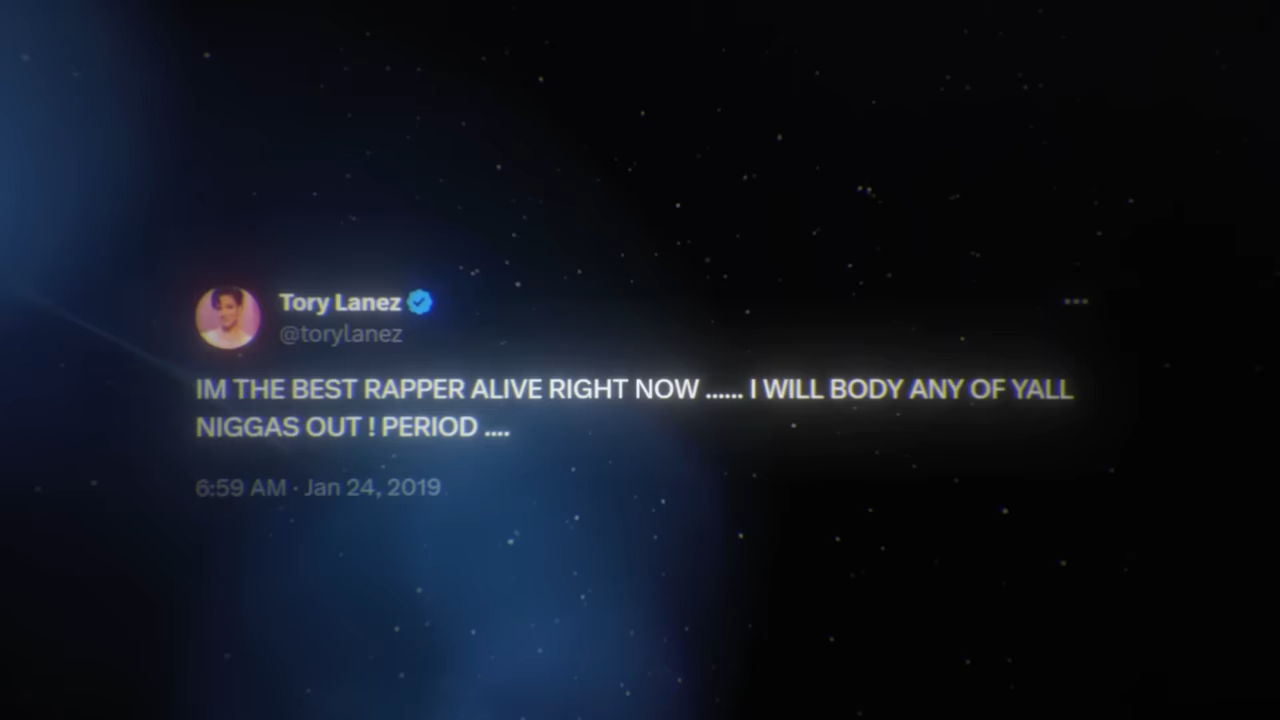 Tory Lanez
@torylanez
IM THE BEST RAPPER ALIVE RIGHT NOW ...... I WILL BODY ANY OF YALL
NIGGAS OUT ! PERIOD ....
6:59 AM · Jan 24, 2019